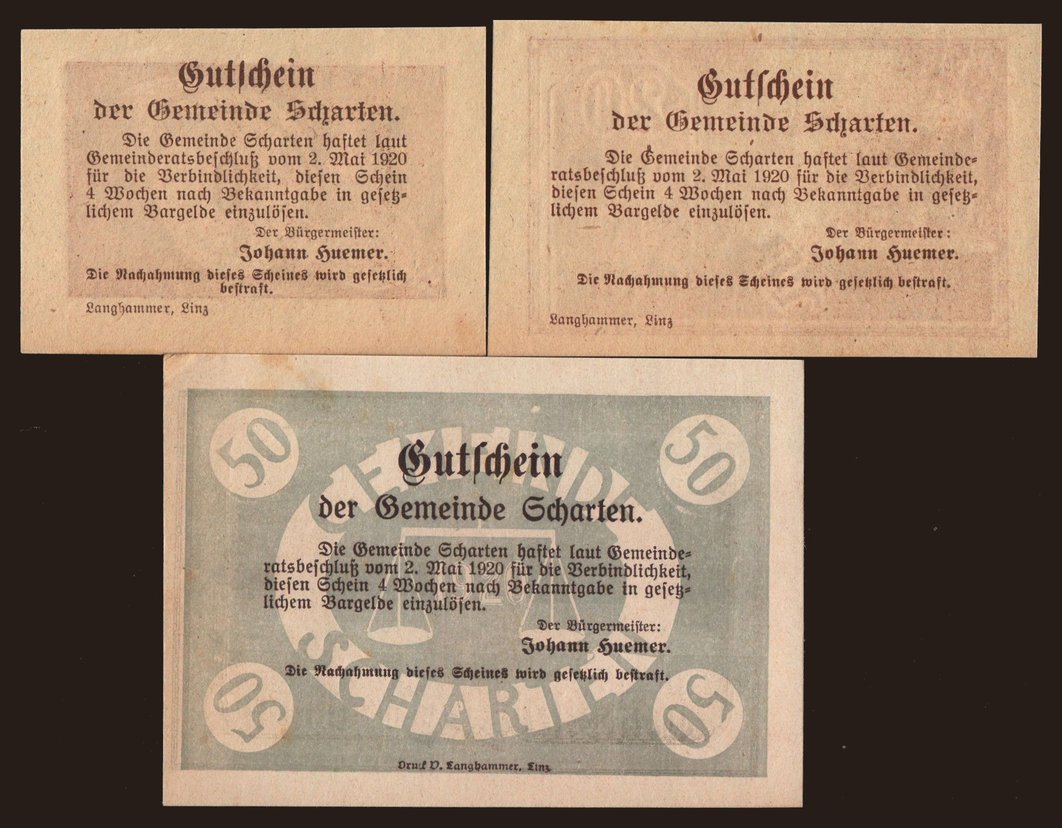 Gutschein
der Gemeinde Scharten.
Die Gemeinde Scharten haftet laut
Gemeinderatsbeschluß vom 2. Mai 1920
für die Verbindlichkeit, diesen Schein
4 Wochen nach Bekanntgabe in gesetz-
lichem Bargelde einzulösen.
Der Bürgermeister:
Johann Huemer.
Die Nachahmung dieses Scheines wird gesetzlich
bestraft.
Langhammer, Linz
Gutschein
der Gemeinde Scharten.
Die Gemeinde Scharten haftet laut Gemeinde-
ratsbeschluß vom 2. Mai 1920 für die Verbindlichkeit,
diesen Schein 4 Wochen nach Bekanntgabe in gesetz-
lichem Bargelde einzulösen.
Der Bürgermeister:
Johann Huemer.
Die Nachahmung dieses Scheines wird gesetzlich bestraft.
Langhammer, Linz
50 50
GEMEINDE
Gutschein
der Gemeinde Scharten.
Die Gemeinde Scharten haftet laut Gemeinde-
ratsbeschluß vom 2. Mai 1920 für die Verbindlichkeit,
diesen Schein 4 Wochen nach Bekanntgabe in gesetz-
lichem Bargelde einzulösen.
Der Bürgermeister:
Johann Huemer.
Die Nachahmung dieses Scheines wird gesetzlich bestraft.
SCHARTEN
50 50
Druck V. Langhammer, Linz